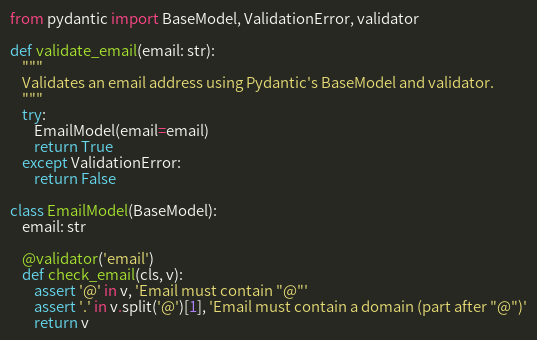 from pydantic import BaseModel, ValidationError, validator

def validate_email(email: str):
    """
    Validates an email address using Pydantic's BaseModel and validator.
    """
    try:
        EmailModel(email=email)
        return True
    except ValidationError:
        return False

class EmailModel(BaseModel):
    email: str

    @validator('email')
    def check_email(cls, v):
        assert '@' in v, 'Email must contain "@"'
        assert '.' in v.split('@')[1], 'Email must contain a domain (part after "@")'
        return v